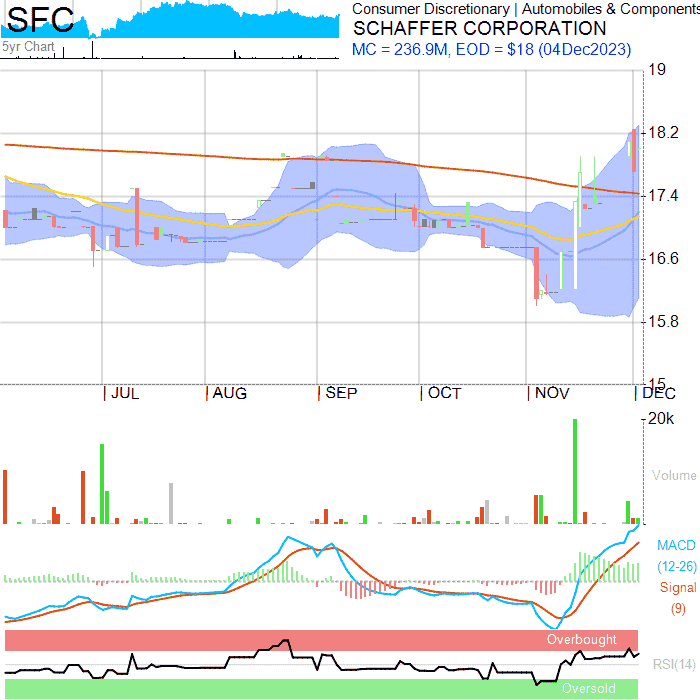 SFC
5yr Chart
Consumer Discretionary | Automobiles & Components
SCHAFFER CORPORATION
MC = 236.9M, EOD = $18 (04Dec2023)
19
18.2
17.4
16.6
15.8
15
JUL
AUG
SEP
OCT
NOV
DEC
20k
Volume
MACD
(12-26)
Signal
(9)
Overbought
RSI(14)
Oversold